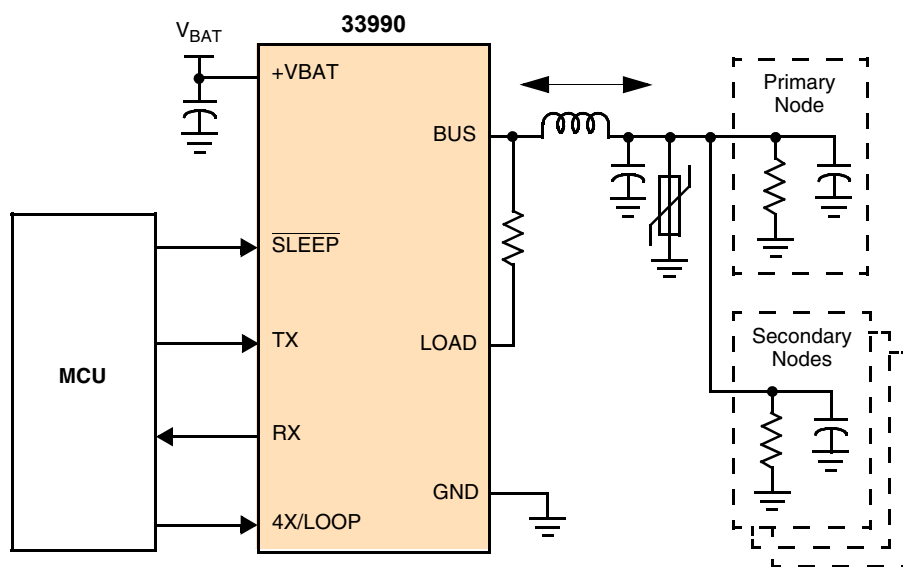 33990
VBAT
+VBAT
BUS
Primary
Node
SLEEP
TX
LOAD
MCU
Secondary
Nodes
RX
GND
4X/LOOP